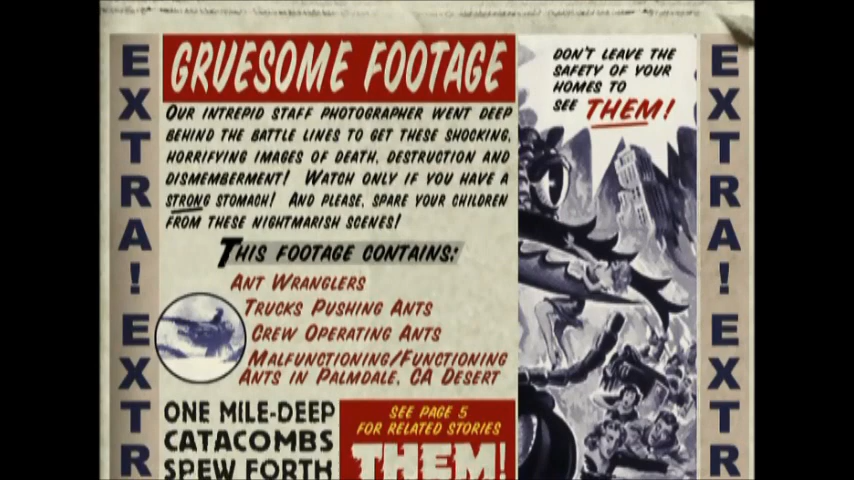 EXTRA! EXTR
GRUESOME FOOTAGE
OUR INTREPID STAFF PHOTOGRAPHER WENT DEEP
BEHIND THE BATTLE LINES TO GET THESE SHOCKING,
HORRIFYING IMAGES OF DEATH, DESTRUCTION AND
DISMEMBERMENT! WATCH ONLY IF YOU HAVE A
STRONG STOMACH! AND PLEASE, SPARE YOUR CHILDREN
FROM THESE NIGHTMARISH SCENES!
THIS FOOTAGE CONTAINS:
ANT WRANGLERS
TRUCKS PUSHING ANTS
CREW OPERATING ANTS
MALFUNCTIONING/FUNCTIONING
ANTS IN PALMDALE, CA DESERT
ONE MILE-DEEP
CATACOMBS
SPEW FORTH
SEE PAGE 5
FOR RELATED STORIES
THEM!
DON'T LEAVE THE
SAFETY OF YOUR
HOMES TO
SEE THEM!
EXTRA! EXTR